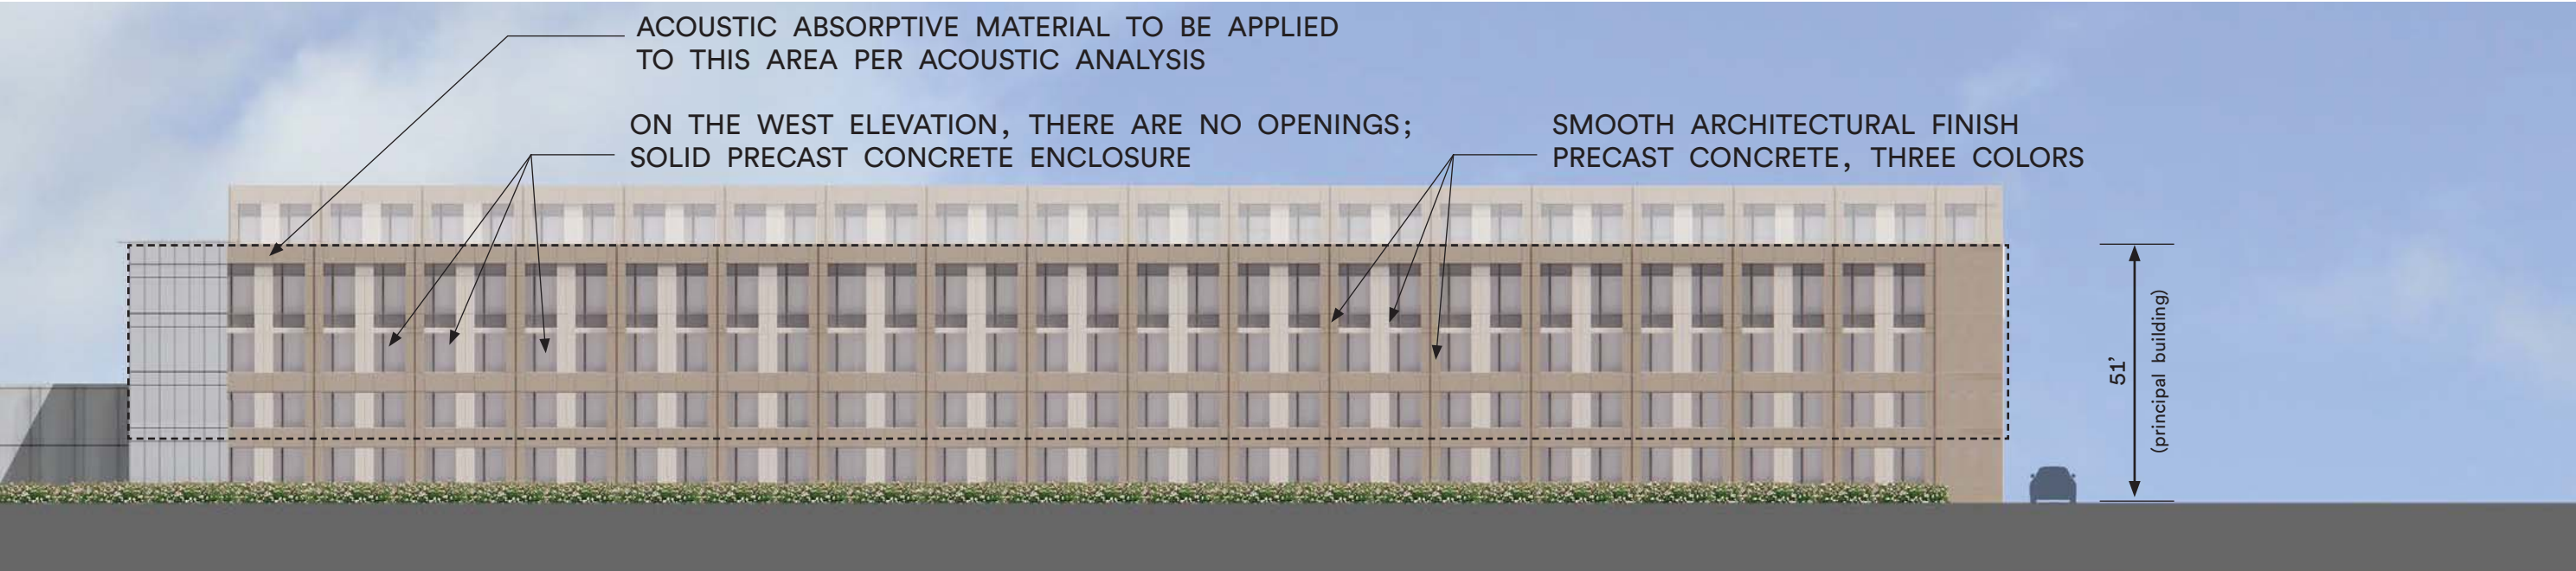 ACOUSTIC ABSORPTIVE MATERIAL TO BE APPLIED
TO THIS AREA PER ACOUSTIC ANALYSIS
ON THE WEST ELEVATION, THERE ARE NO OPENINGS;
SOLID PRECAST CONCRETE ENCLOSURE
SMOOTH ARCHITECTURAL FINISH
PRECAST CONCRETE, THREE COLORS
51'
(principal building)